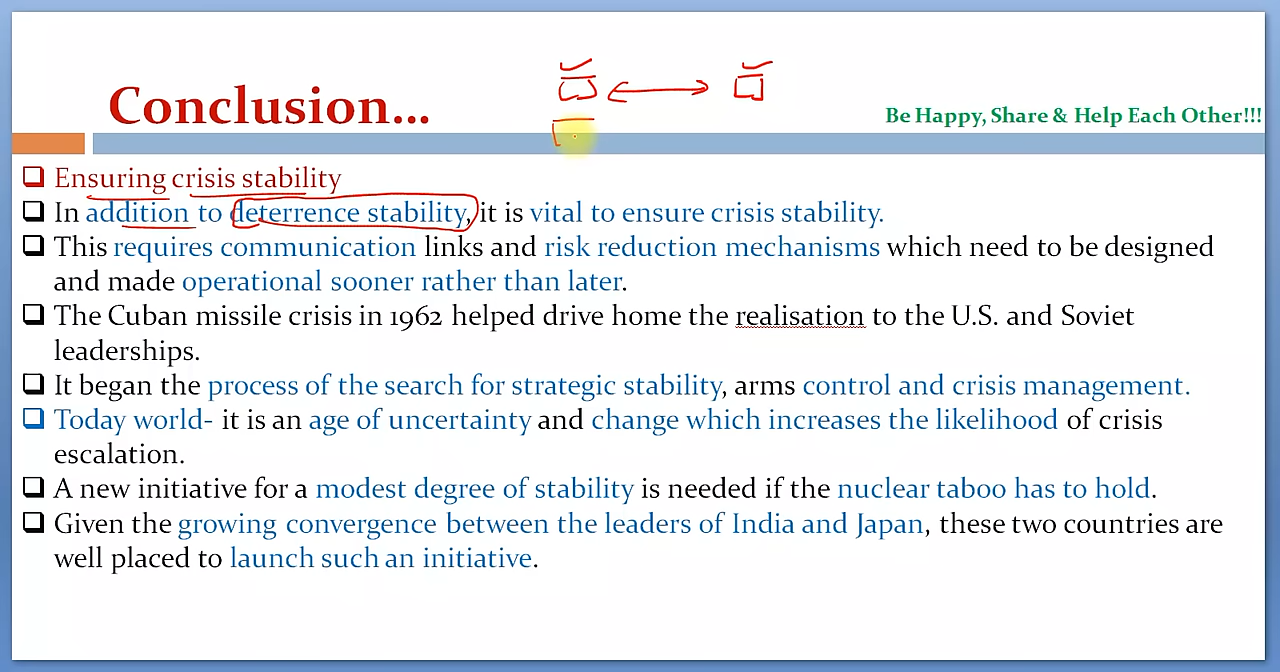 Conclusion...
Be Happy, Share & Help Each Other!!!
Ensuring crisis stability
In addition to deterrence stability, it is vital to ensure crisis stability.
This requires communication links and risk reduction mechanisms which need to be designed
and made operational sooner rather than later.
The Cuban missile crisis in 1962 helped drive home the realisation to the U.S. and Soviet
leaderships.
It began the process of the search for strategic stability, arms control and crisis management.
Today world- it is an age of uncertainty and change which increases the likelihood of crisis
escalation.
A new initiative for a modest degree of stability is needed if the nuclear taboo has to hold.
Given the growing convergence between the leaders of India and Japan, these two countries are
well placed to launch such an initiative.